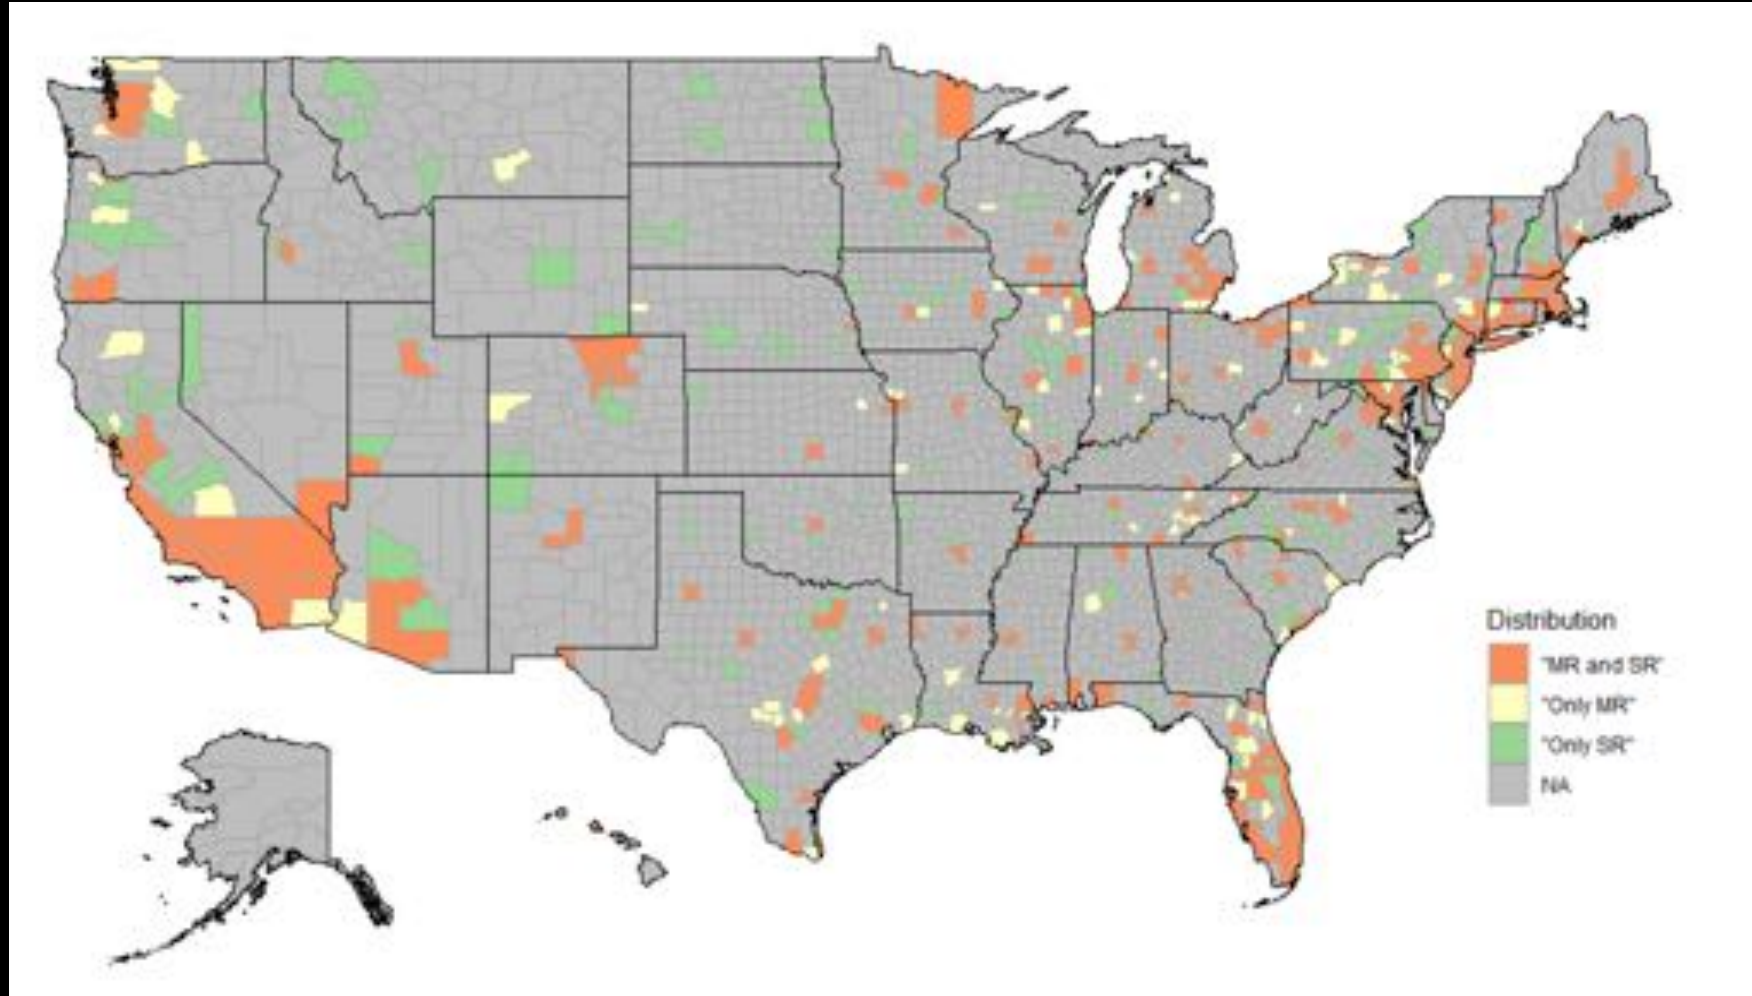 Distribution
"MR and SR"
"Only MR"
"Only SR"
NA